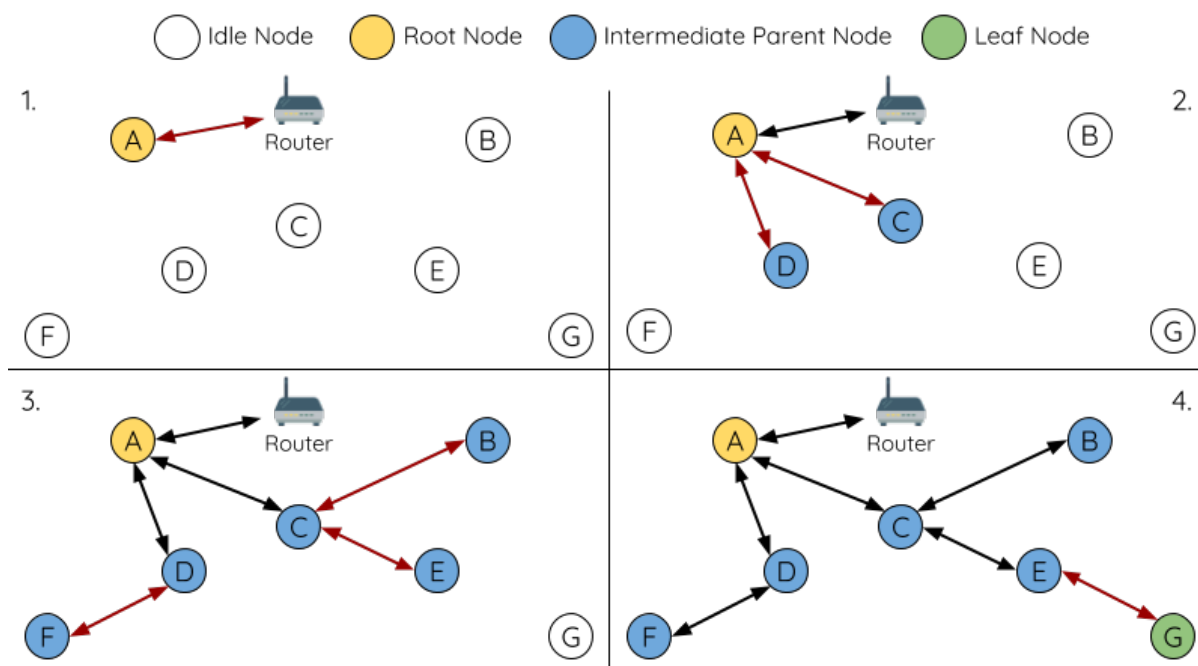 Idle Node
Root Node
Intermediate Parent Node
Leaf Node
1.
A
Router
B
C
D
E
F
G
2.
A
Router
B
C
D
E
F
G
3.
A
Router
B
C
D
E
F
G
4.
A
Router
B
C
D
E
F
G